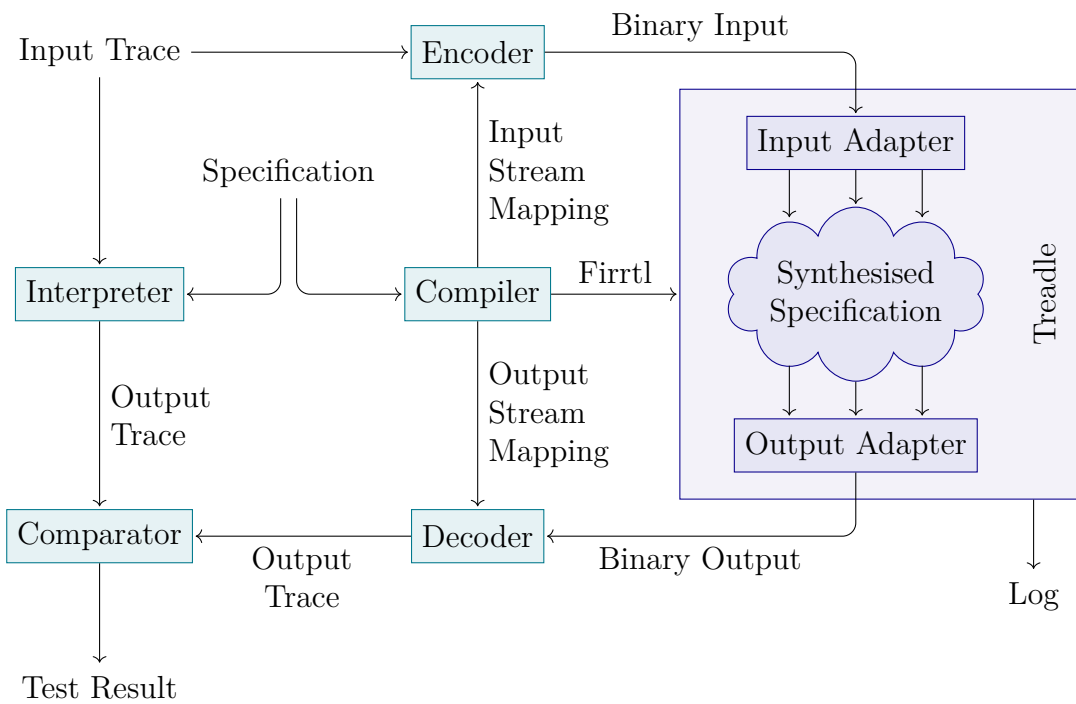 Input Trace
Encoder
Binary Input
Input Adapter
Input
Stream
Mapping
Specification
Interpreter
Compiler
Firrtl
Synthesised
Specification
Treadle
Output
Trace
Output
Stream
Mapping
Output Adapter
Comparator
Output
Trace
Decoder
Binary Output
Log
Test Result